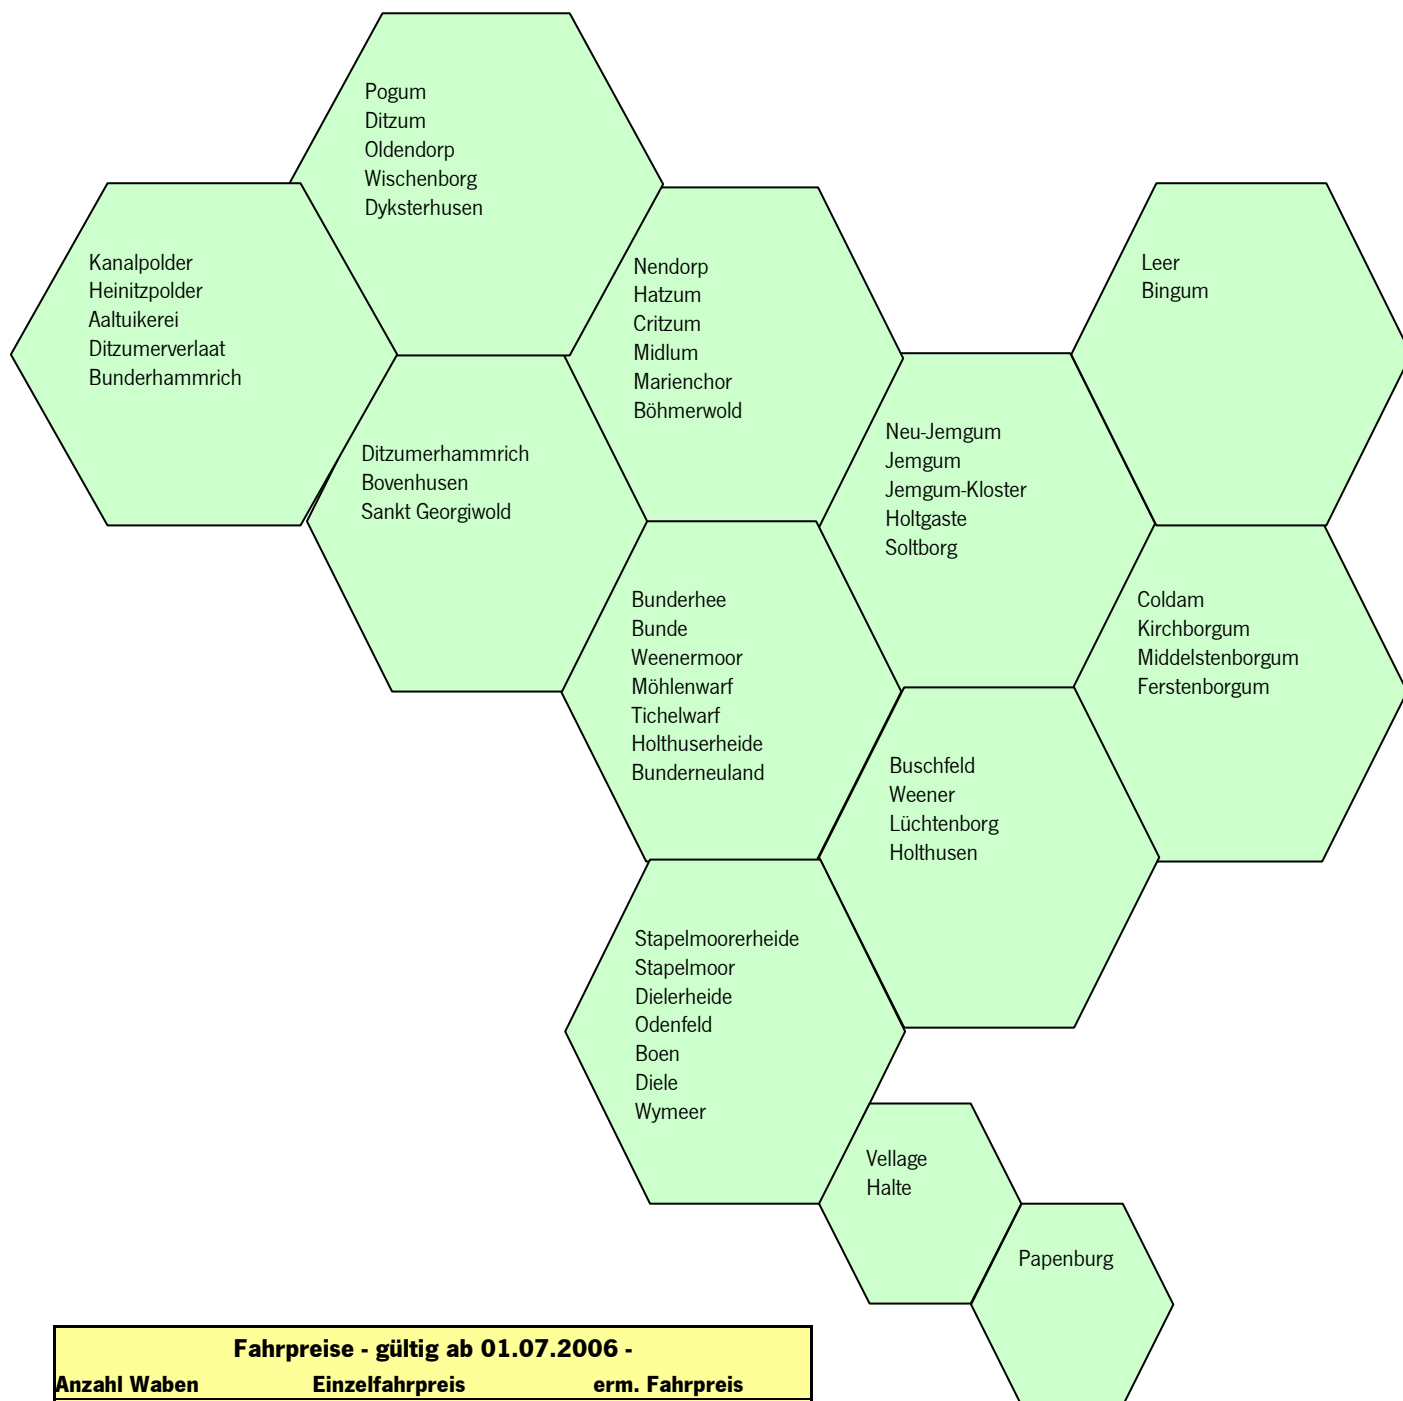 Pogum
Ditzum
Oldendorp
Wischenborg
Dyksterhusen
Kanalpolder
Heinitzpolder
Aaltuikerei
Ditzumerverlaat
Bunderhammrich
Nendorp
Hatzum
Critzum
Midlum
Marienchor
Böhmerwold
Leer
Bingum
Ditzumerhammrich
Bovenhusen
Sankt Georgiwold
Neu-Jemgum
Jemgum
Jemgum-Kloster
Holtgaste
Soltborg
Bunderhee
Bunde
Weenermoor
Möhlenwarf
Tichelwarf
Holthuserheide
Bunderneuland
Coldam
Kirchborgum
Middelstenborgum
Ferstenborgum
Buschfeld
Weener
Lüchtenborg
Holthusen
Stapelmoorerheide
Stapelmoor
Dielerheide
Odenfeld
Boen
Diele
Wymeer
Vellage
Halte
Papenburg
Fahrpreise - gültig ab 01.07.2006 -
Anzahl Waben Einzelfahrpreis erm. Fahrpreis